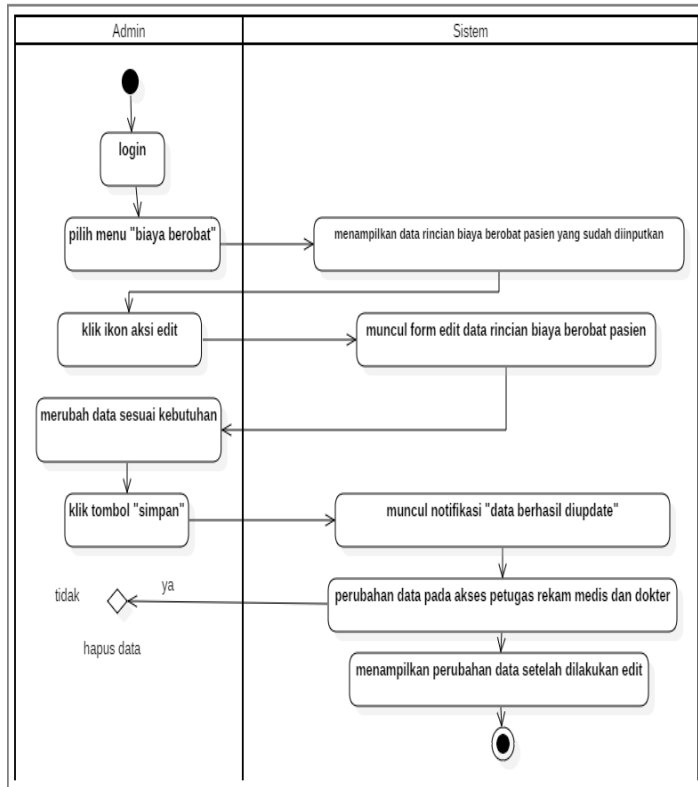 Admin
Sistem
login
pilih menu "biaya berobat"
menampilkan data rincian biaya berobat pasien yang sudah diinputkan
klik ikon aksi edit
muncul form edit data rincian biaya berobat pasien
merubah data sesuai kebutuhan
klik tombol "simpan"
muncul notifikasi "data berhasil diupdate"
tidak
ya
perubahan data pada akses petugas rekam medis dan dokter
hapus data
menampilkan perubahan data setelah dilakukan edit